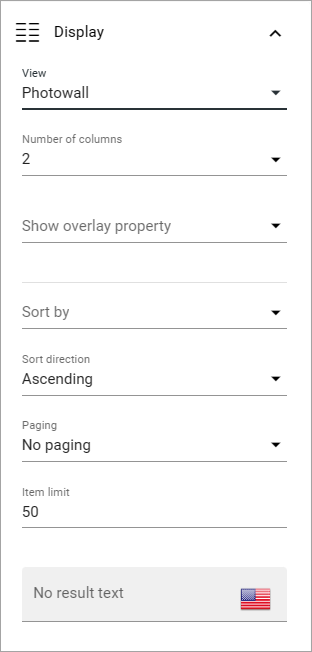 Display
View
Photowall
Number of columns
2
Show overlay property
Sort by
Sort direction
Ascending
Paging
No paging
Item limit
50
No result text